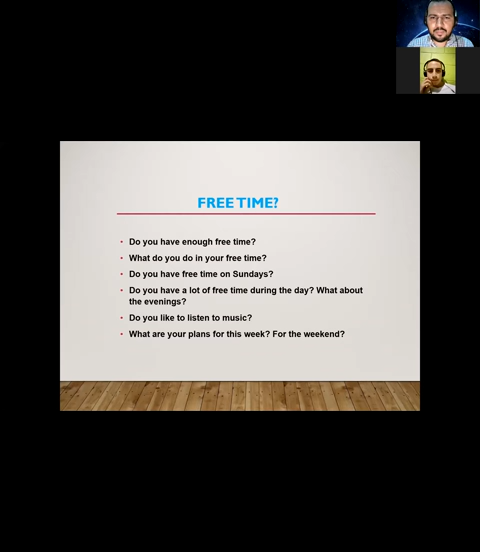 FREE TIME?
• Do you have enough free time?
• What do you do in your free time?
• Do you have free time on Sundays?
• Do you have a lot of free time during the day? What about
the evenings?
• Do you like to listen to music?
• What are your plans for this week? For the weekend?